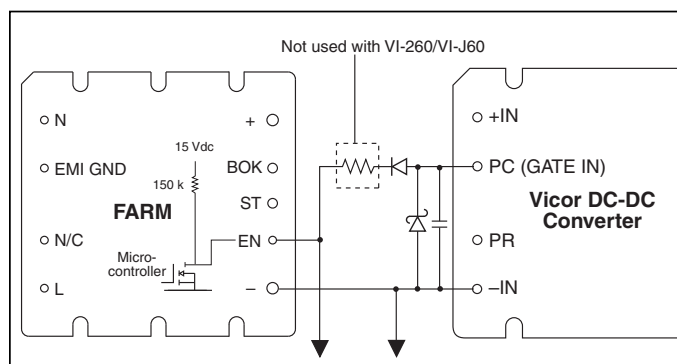 Not used with VI-260/VI-J60
N
EMI GND
N/C
L
15 Vdc
150 k
FARM
Micro-
controller
+
BOK
ST
EN
–
+IN
PC (GATE IN)
Vicor DC-DC
Converter
PR
–IN